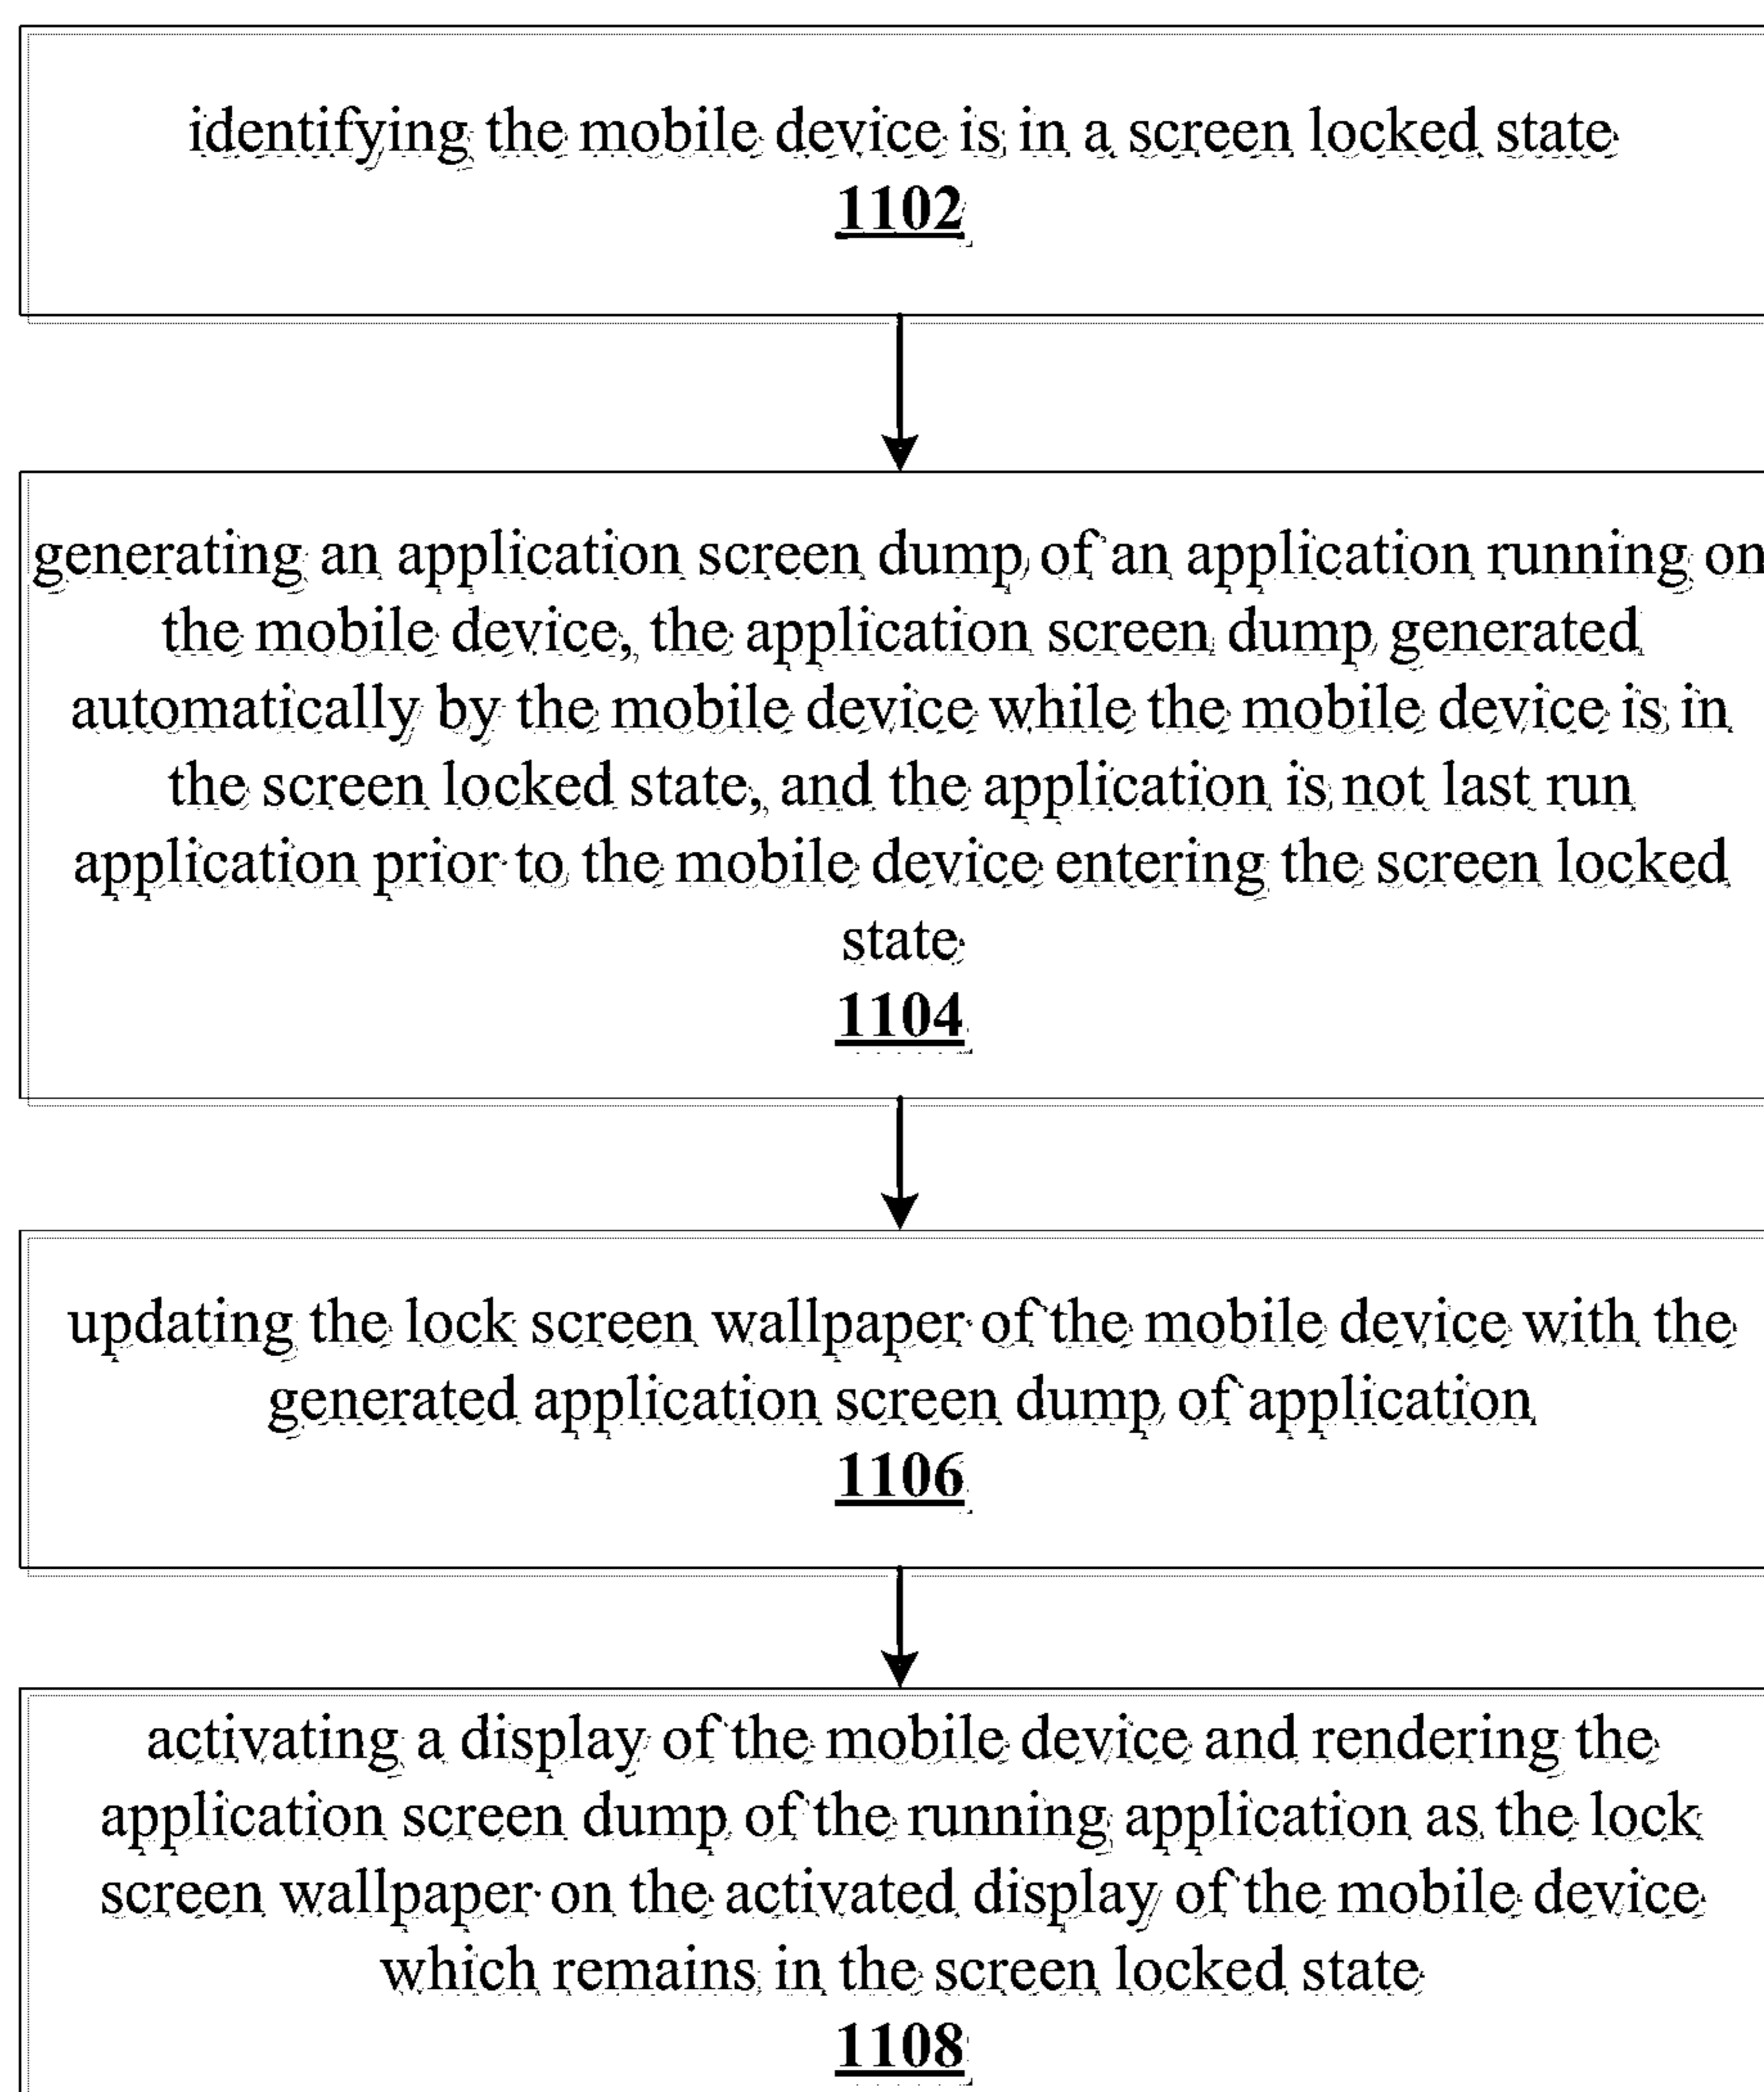 identifying the mobile device is in a screen locked state
1102
generating an application screen dump of an application running on
the mobile device, the application screen dump generated
automatically by the mobile device while the mobile device is in
the screen locked state, and the application is not last run
application prior to the mobile device entering the screen locked
state
1104
updating the lock screen wallpaper of the mobile device with the
generated application screen dump of application
1106
activating a display of the mobile device and rendering the
application screen dump of the running application as the lock
screen wallpaper on the activated display of the mobile device
which remains in the screen locked state
1108